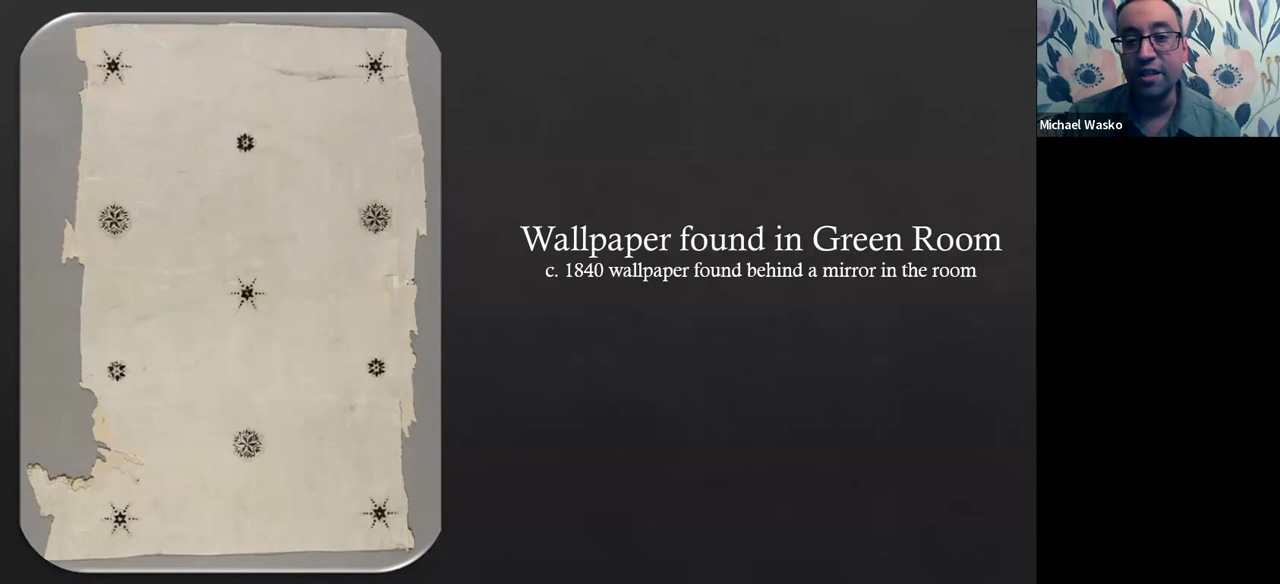 Wallpaper found in Green Room
c. 1840 wallpaper found behind a mirror in the room
Michael Wasko